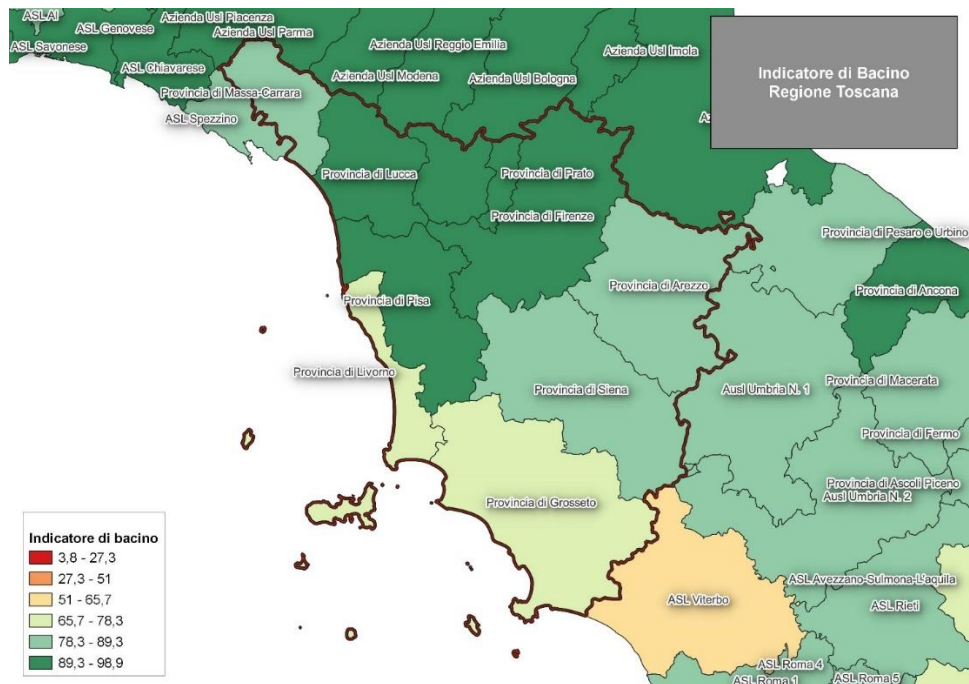 ASL Al
Azienda Usl Piacenza
ASL Genovese
Azienda Usl Parma
ASL Savonese
Azienda Usl Reggio Emilia
Azienda Usl Imola
ASL Chiavarese
Azienda Usl Modena
Azienda Usl Bologna
Indicatore di Bacino
Regione Toscana
Provincia di Massa-Carrara
ASL Spezzino
Provincia di Lucca
Provincia di Prato
Provincia di Firenze
Provincia di Pesaro e Urbino
Provincia di Arezzo
Provincia di Ancona
Provincia di Pisa
Provincia di Livorno
Provincia di Siena
Ausl Umbria N. 1
Provincia di Macerata
Provincia di Fermo
Provincia di Ascoli Piceno
Ausl Umbria N. 2
Provincia di Grosseto
Indicatore di bacino
3,8 - 27,3
27,3 - 51
51 - 65,7
65,7 - 78,3
78,3 - 89,3
89,3 - 98,9
ASL Avezzano-Sulmona-L'aquila
ASL Viterbo
ASL Rieti
ASL Roma 4
ASL Roma 1
ASL Roma 5